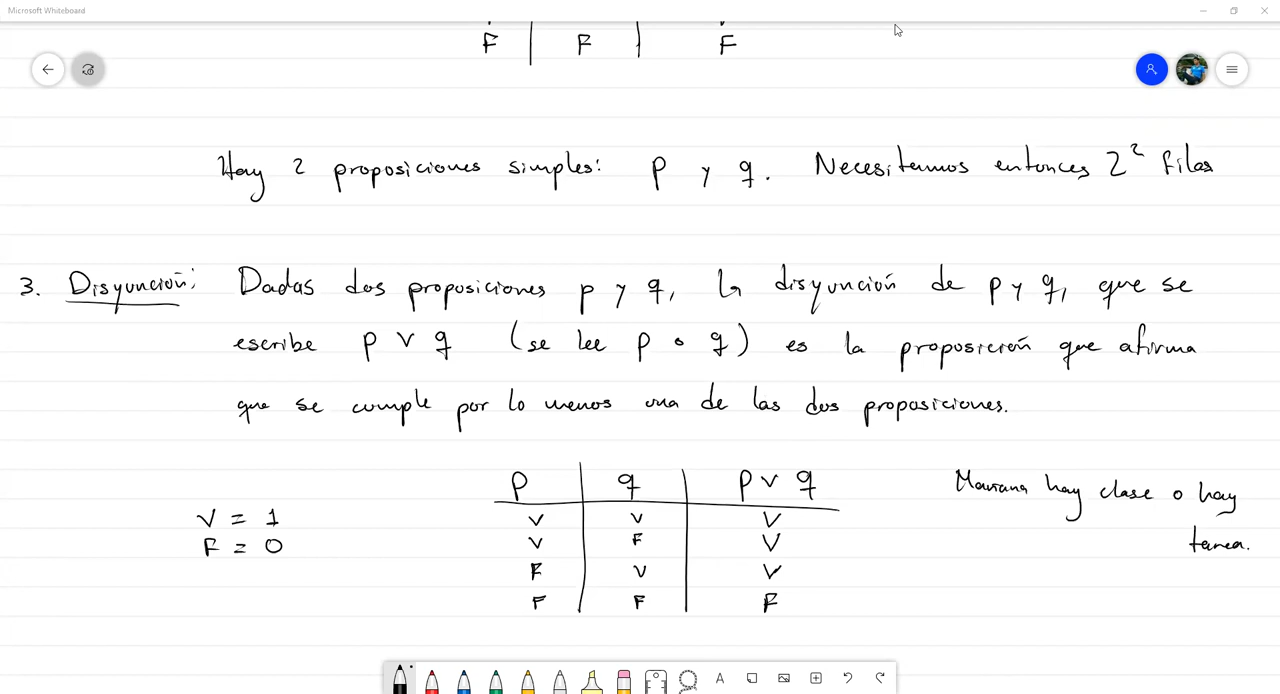 Microsoft Whiteboard
F F F
Hay 2 proposiciones simples: p y q. Necesitamos entonces 2² filas
3. Disyunción: Dadas dos proposiciones p y q, la disyunción de p y q, que se
escribe p ∨ q (se lee p o q) es la proposición que afirma
que se cumple por lo menos una de las dos proposiciones.
p q p ∨ q
V V V
V F V
F V V
F F F
V = 1
F = 0
Mañana hay clase o hay
tarea.
A